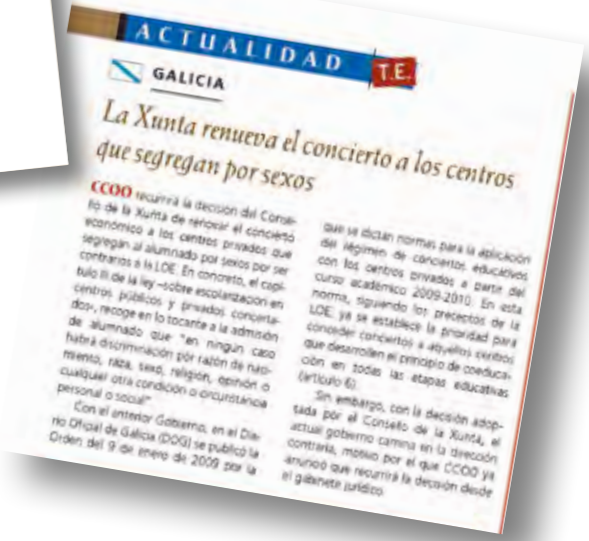 ACTUALIDAD T.E.
GALICIA
La Xunta renueva el concierto a los centros
que segregan por sexos
CCOO recurrirá la decisión del Conse-
llo de la Xunta de renovar el concierto
económico a los centros privados que
segregan al alumnado por sexos por ser
contrarios a la LOE. En concreto, el capí-
tulo III de la ley –sobre escolarización en
centros públicos y privados concerta-
dos–, recoge en lo tocante a la admisión
de alumnado que "en ningún caso
habrá discriminación por razón de naci-
miento, raza, sexo, religión, opinión o
cualquier otra condición o circunstancia
personal o social".
Con el anterior Gobierno, en el Dia-
rio Oficial de Galicia (DOG) se publicó la
Orden del 9 de enero de 2009 por la
que se dictan normas para la aplicación
del régimen de conciertos educativos
con los centros privados a partir del
curso académico 2009-2010. En esta
norma, siguiendo los preceptos de la
LOE, ya se establece la prioridad para
conceder conciertos a aquellos centros
que desarrollen el principio de coeduca-
ción en todas las etapas educativas
(artículo 6).
Sin embargo, con la decisión adop-
tada por el Consello de la Xunta, el
actual gobierno camina en la dirección
contraria, motivo por el que CCOO ya
anunció que recurrirá la decisión desde
el gabinete jurídico.